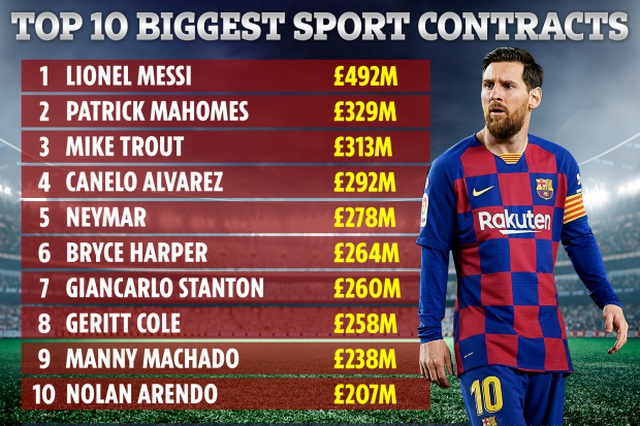 TOP 10 BIGGEST SPORT CONTRACTS
1 LIONEL MESSI £492M
2 PATRICK MAHOMES £329M
3 MIKE TROUT £313M
4 CANELO ALVAREZ £292M
5 NEYMAR £278M
6 BRYCE HARPER £264M
7 GIANCARLO STANTON £260M
8 GERITT COLE £258M
9 MANNY MACHADO £238M
10 NOLAN ARENDO £207M
Rakuten
10